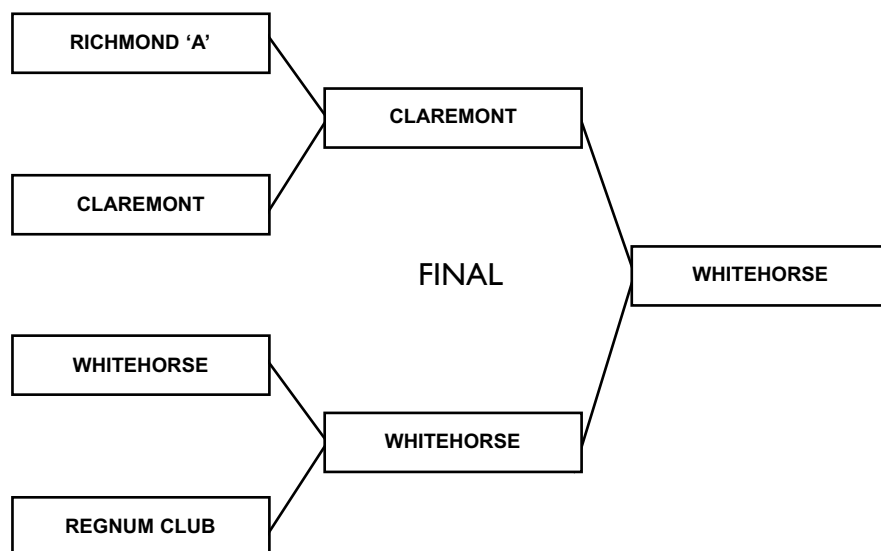 RICHMOND ‘A’
CLAREMONT
CLAREMONT
FINAL
WHITEHORSE
WHITEHORSE
WHITEHORSE
REGNUM CLUB